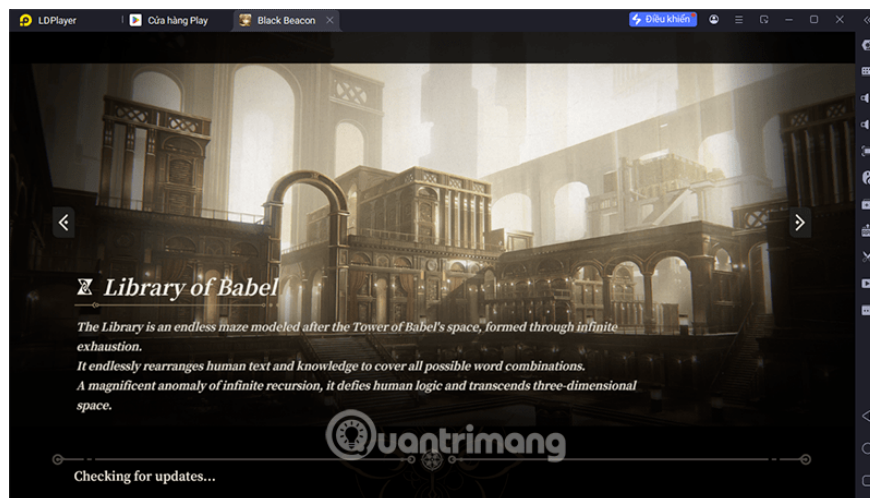 LDPlayer
Cửa hàng Play
Black Beacon
Điều khiển
Library of Babel
The Library is an endless maze modeled after the Tower of Babel's space, formed through infinite
exhaustion.
It endlessly rearranges human text and knowledge to cover all possible word combinations.
A magnificent anomaly of infinite recursion, it defies human logic and transcends three-dimensional
space.
Quantrimang
Checking for updates...